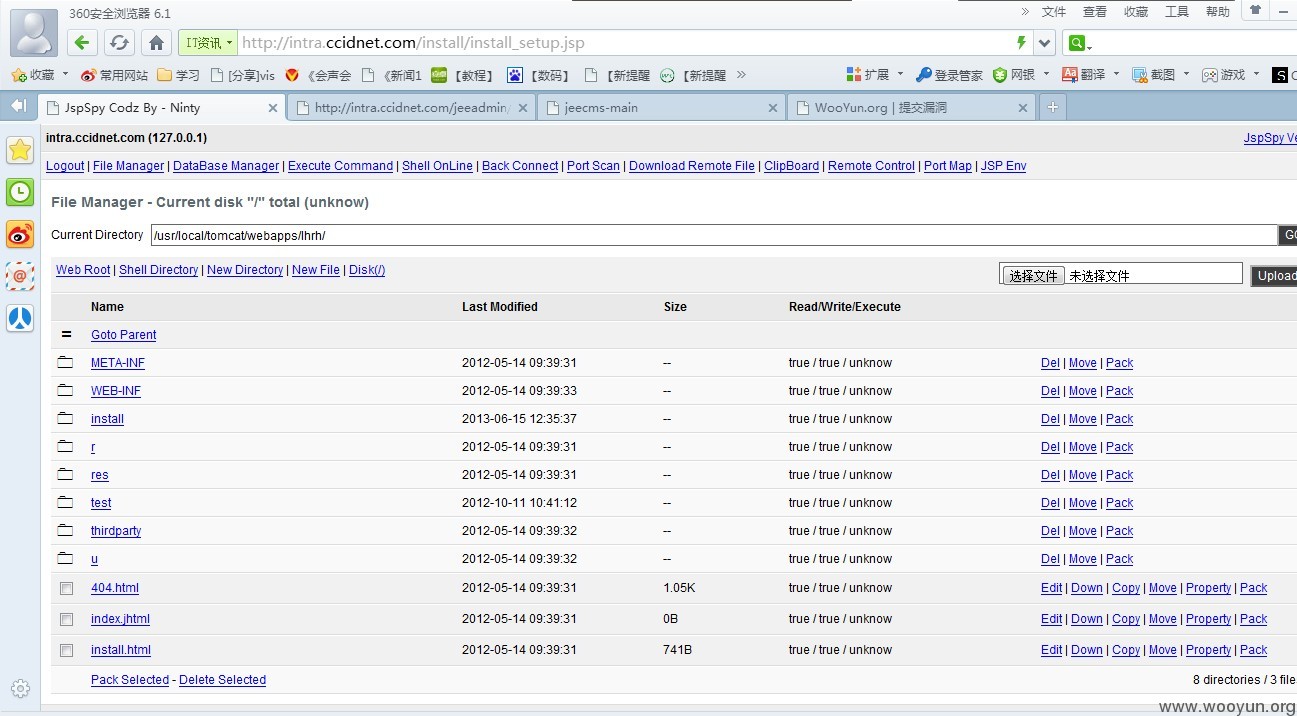 360安全浏览器 6.1
» 文件 查看 收藏 工具 帮助
IT资讯 http://intra.ccidnet.com/install/install_setup.jsp
收藏 常用网站 学习 [分享]vis 《会声会 《新闻1 【教程】 【数码】 【新提醒 【新提醒 » 扩展 登录管家 网银 翻译 截图 游戏 S
JspSpy Codz By - Ninty × http://intra.ccidnet.com/jeeadmin/ × jeecms-main × WooYun.org | 提交漏洞 × +
intra.ccidnet.com (127.0.0.1) JspSpy Ve
Logout | File Manager | DataBase Manager | Execute Command | Shell OnLine | Back Connect | Port Scan | Download Remote File | ClipBoard | Remote Control | Port Map | JSP Env
File Manager - Current disk "/" total (unknow)
Current Directory /usr/local/tomcat/webapps/lhrh/ GO
Web Root | Shell Directory | New Directory | New File | Disk(/) 选择文件 未选择文件 Upload
Name Last Modified Size Read/Write/Execute
= Goto Parent
META-INF 2012-05-14 09:39:31 -- true / true / unknow Del | Move | Pack
WEB-INF 2012-05-14 09:39:33 -- true / true / unknow Del | Move | Pack
install 2013-06-15 12:35:37 -- true / true / unknow Del | Move | Pack
r 2012-05-14 09:39:31 -- true / true / unknow Del | Move | Pack
res 2012-05-14 09:39:31 -- true / true / unknow Del | Move | Pack
test 2012-10-11 10:41:12 -- true / true / unknow Del | Move | Pack
thirdparty 2012-05-14 09:39:32 -- true / true / unknow Del | Move | Pack
u 2012-05-14 09:39:32 -- true / true / unknow Del | Move | Pack
404.html 2012-05-14 09:39:31 1.05K true / true / unknow Edit | Down | Copy | Move | Property | Pack
index.jhtml 2012-05-14 09:39:31 0B true / true / unknow Edit | Down | Copy | Move | Property | Pack
install.html 2012-05-14 09:39:31 741B true / true / unknow Edit | Down | Copy | Move | Property | Pack
Pack Selected - Delete Selected 8 directories / 3 file
www.wooyun.org